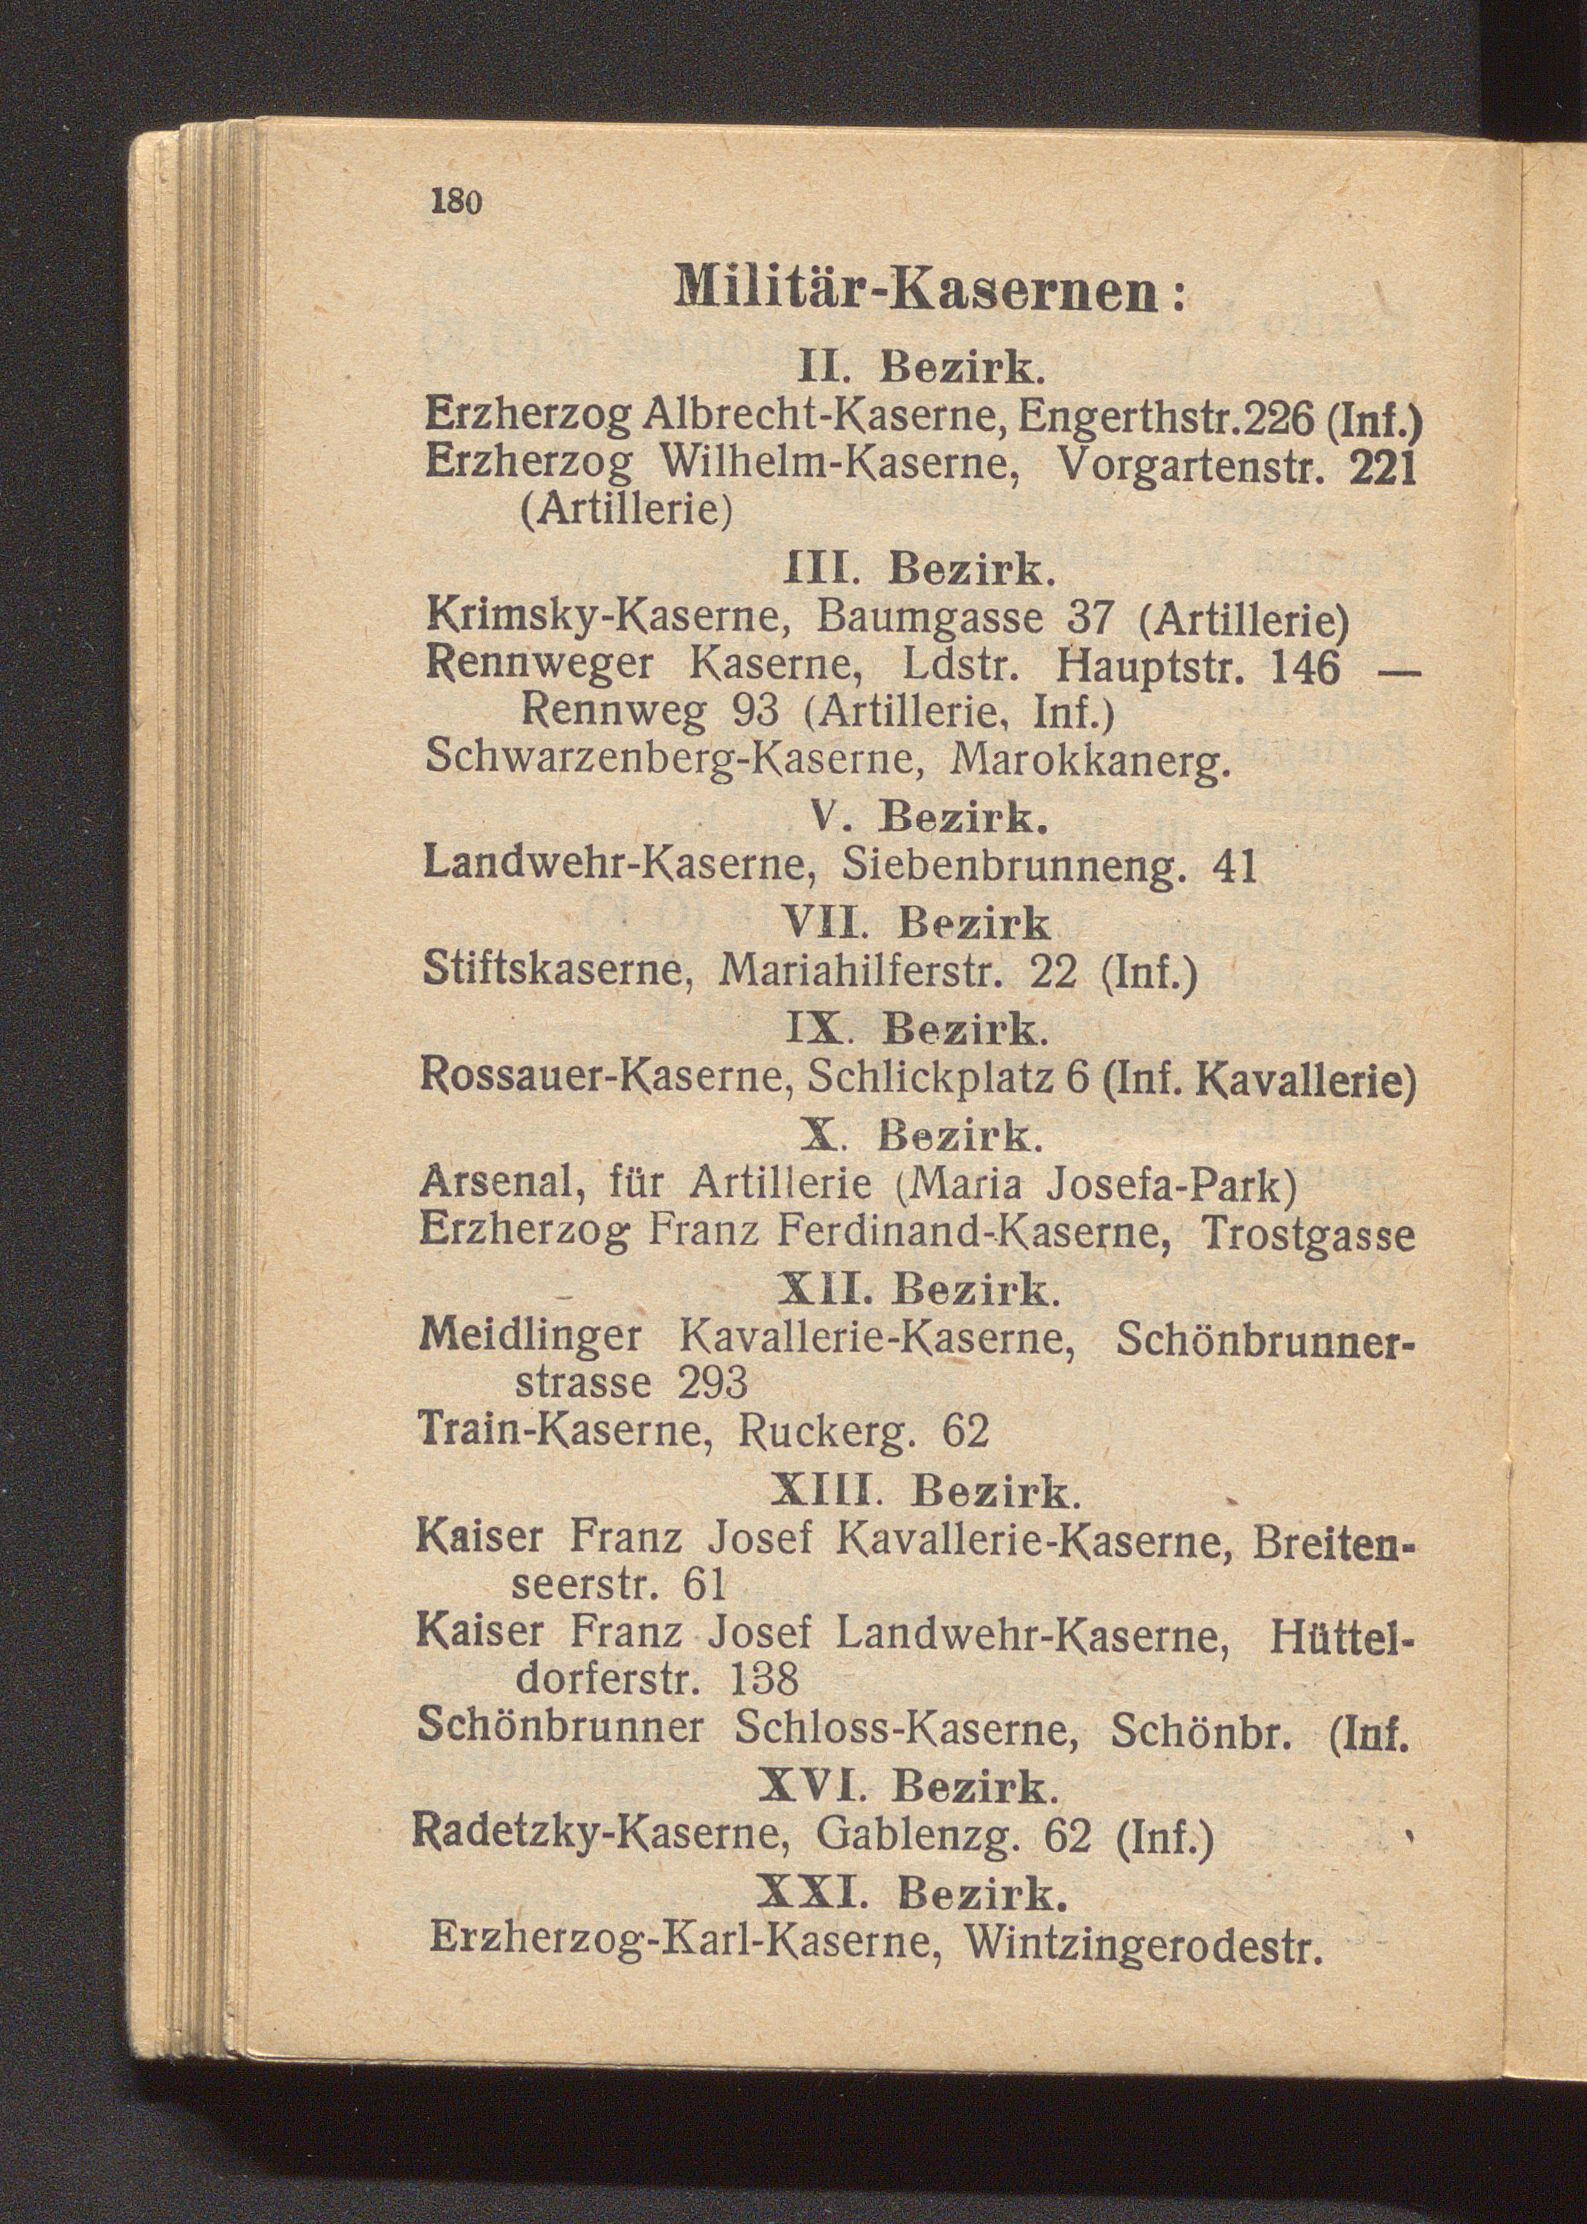 180
Militär-Kasernen:
II. Bezirk.
Erzherzog Albrecht-Kaserne, Engerthstr.226 (Inf.)
Erzherzog Wilhelm-Kaserne, Vorgartenstr. 221
(Artillerie)
III. Bezirk.
Krimsky-Kaserne, Baumgasse 37 (Artillerie)
Rennweger Kaserne, Ldstr. Hauptstr. 146 —
Rennweg 93 (Artillerie, Inf.)
Schwarzenberg-Kaserne, Marokkanerg.
V. Bezirk.
Landwehr-Kaserne, Siebenbrunneng. 41
VII. Bezirk
Stiftskaserne, Mariahilferstr. 22 (Inf.)
IX. Bezirk.
Rossauer-Kaserne, Schlickplatz 6 (Inf. Kavallerie)
X. Bezirk.
Arsenal, für Artillerie (Maria Josefa-Park)
Erzherzog Franz Ferdinand-Kaserne, Trostgasse
XII. Bezirk.
Meidlinger Kavallerie-Kaserne, Schönbrunner-
strasse 293
Train-Kaserne, Ruckerg. 62
XIII. Bezirk.
Kaiser Franz Josef Kavallerie-Kaserne, Breiten-
seerstr. 61
Kaiser Franz Josef Landwehr-Kaserne, Hüttel-
dorferstr. 138
Schönbrunner Schloss-Kaserne, Schönbr. (Inf.
XVI. Bezirk.
Radetzky-Kaserne, Gablenzg. 62 (Inf.)
XXI. Bezirk.
Erzherzog-Karl-Kaserne, Wintzingerodestr.